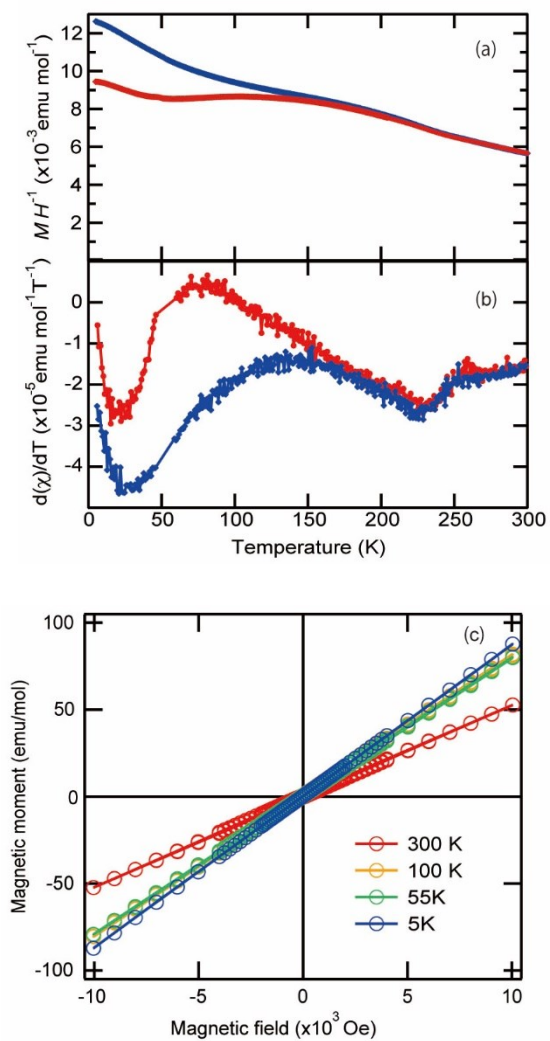 (a)
12
10
8
6
4
2
M H⁻¹ (x10⁻³emu mol⁻¹)
(b)
0
-1
-2
-3
-4
d(χ)/dT (x10⁻⁵emu mol⁻¹T⁻¹)
0 50 100 150 200 250 300
Temperature (K)
(c)
100
50
0
-50
-100
Magnetic moment (emu/mol)
300 K
100 K
55K
5K
-10 -5 0 5 10
Magnetic field (x10³ Oe)